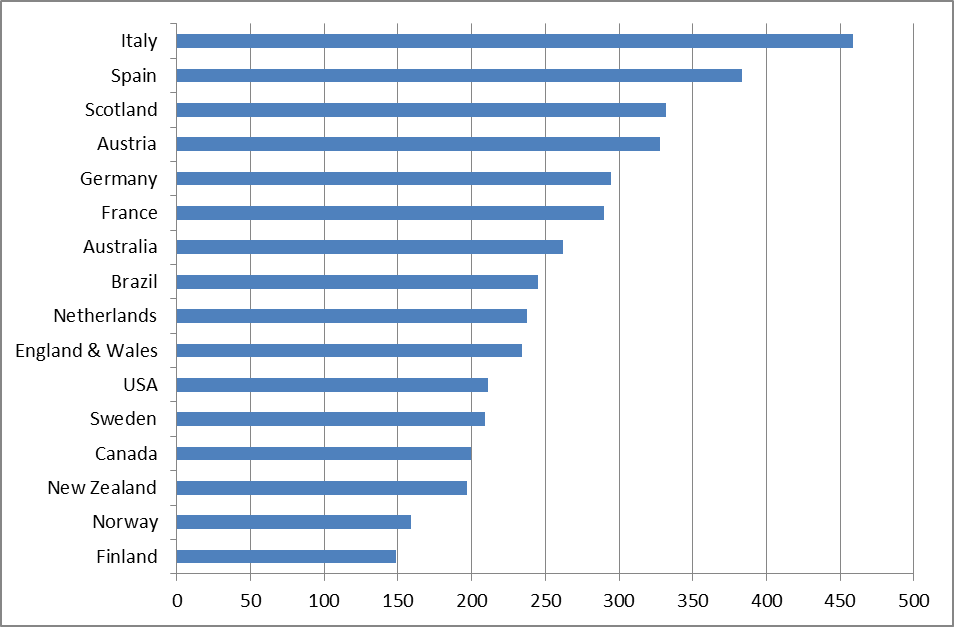 Italy
Spain
Scotland
Austria
Germany
France
Australia
Brazil
Netherlands
England & Wales
USA
Sweden
Canada
New Zealand
Norway
Finland
0 50 100 150 200 250 300 350 400 450 500